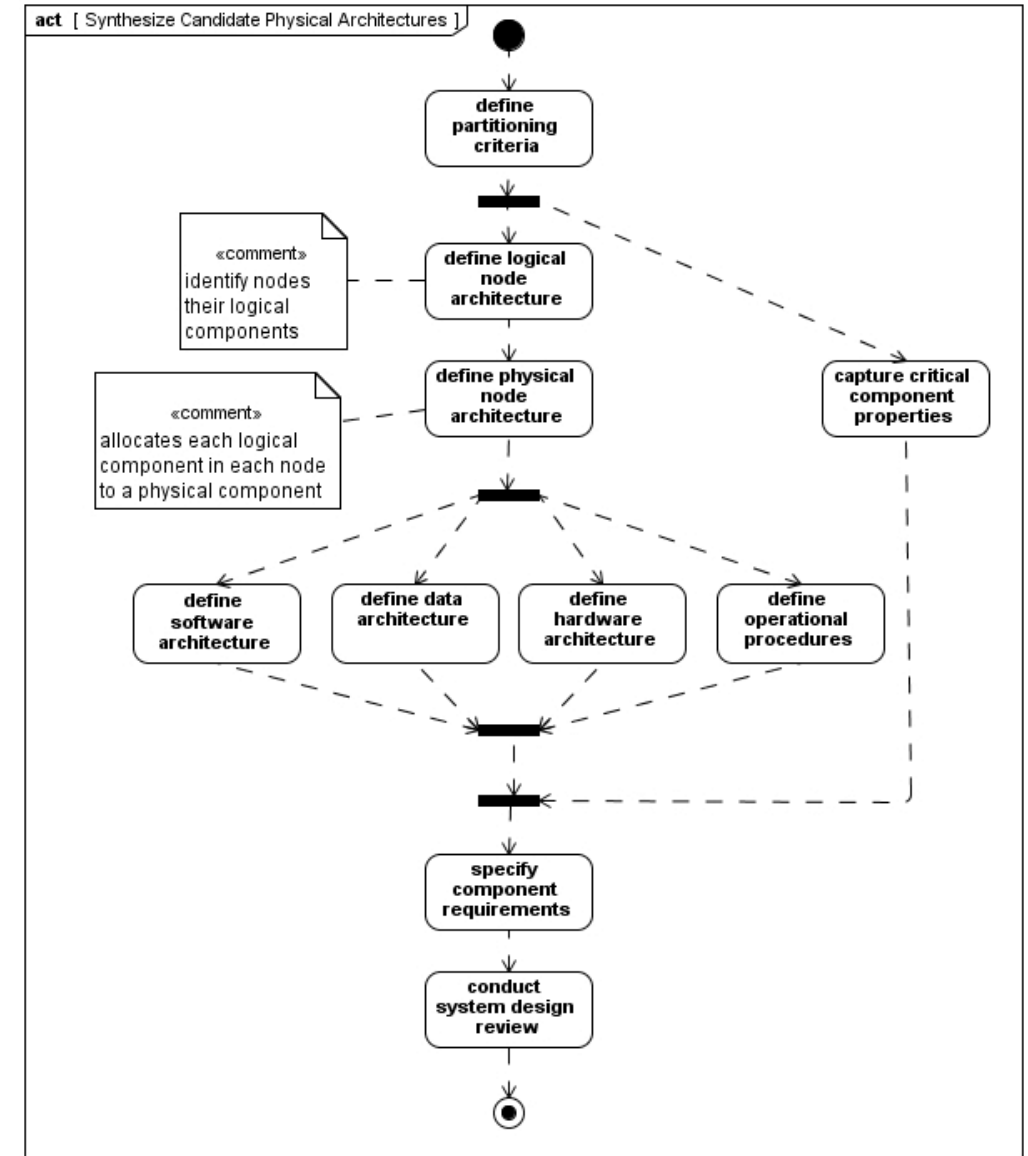 act [ Synthesize Candidate Physical Architectures ]
define
partitioning
criteria
«comment»
identify nodes
their logical
components
define logical
node
architecture
«comment»
allocates each logical
component in each node
to a physical component
define physical
node
architecture
capture critical
component
properties
define
software
architecture
define data
architecture
define
hardware
architecture
define
operational
procedures
specify
component
requirements
conduct
system design
review